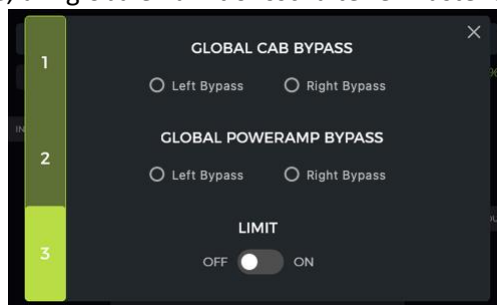 1
GLOBAL CAB BYPASS
Left Bypass Right Bypass
2
GLOBAL POWERAMP BYPASS
Left Bypass Right Bypass
3
LIMIT
OFF ON
IN